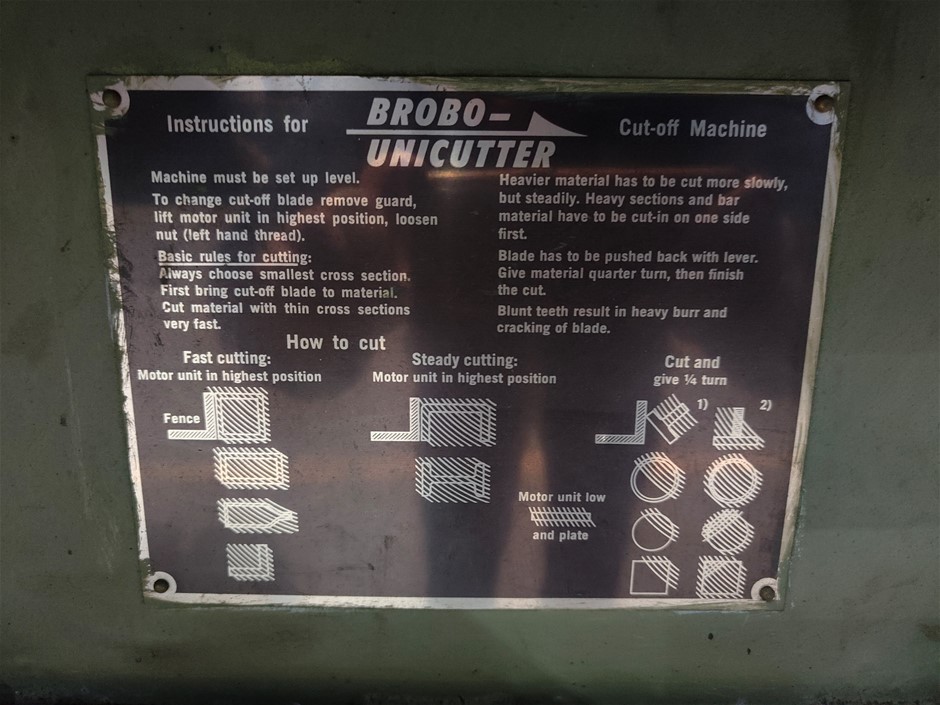 Instructions for
BROBO–
UNICUTTER
Cut-off Machine
Machine must be set up level.
To change cut-off blade remove guard,
lift motor unit in highest position, loosen
nut (left hand thread).
Basic rules for cutting:
Always choose smallest cross section.
First bring cut-off blade to material.
Cut material with thin cross sections
very fast.
Heavier material has to be cut more slowly,
but steadily. Heavy sections and bar
material have to be cut-in on one side
first.
Blade has to be pushed back with lever.
Give material quarter turn, then finish
the cut.
Blunt teeth result in heavy burr and
cracking of blade.
How to cut
Fast cutting:
Motor unit in highest position
Fence
Steady cutting:
Motor unit in highest position
Motor unit low
and plate
Cut and
give ¼ turn
1)
2)